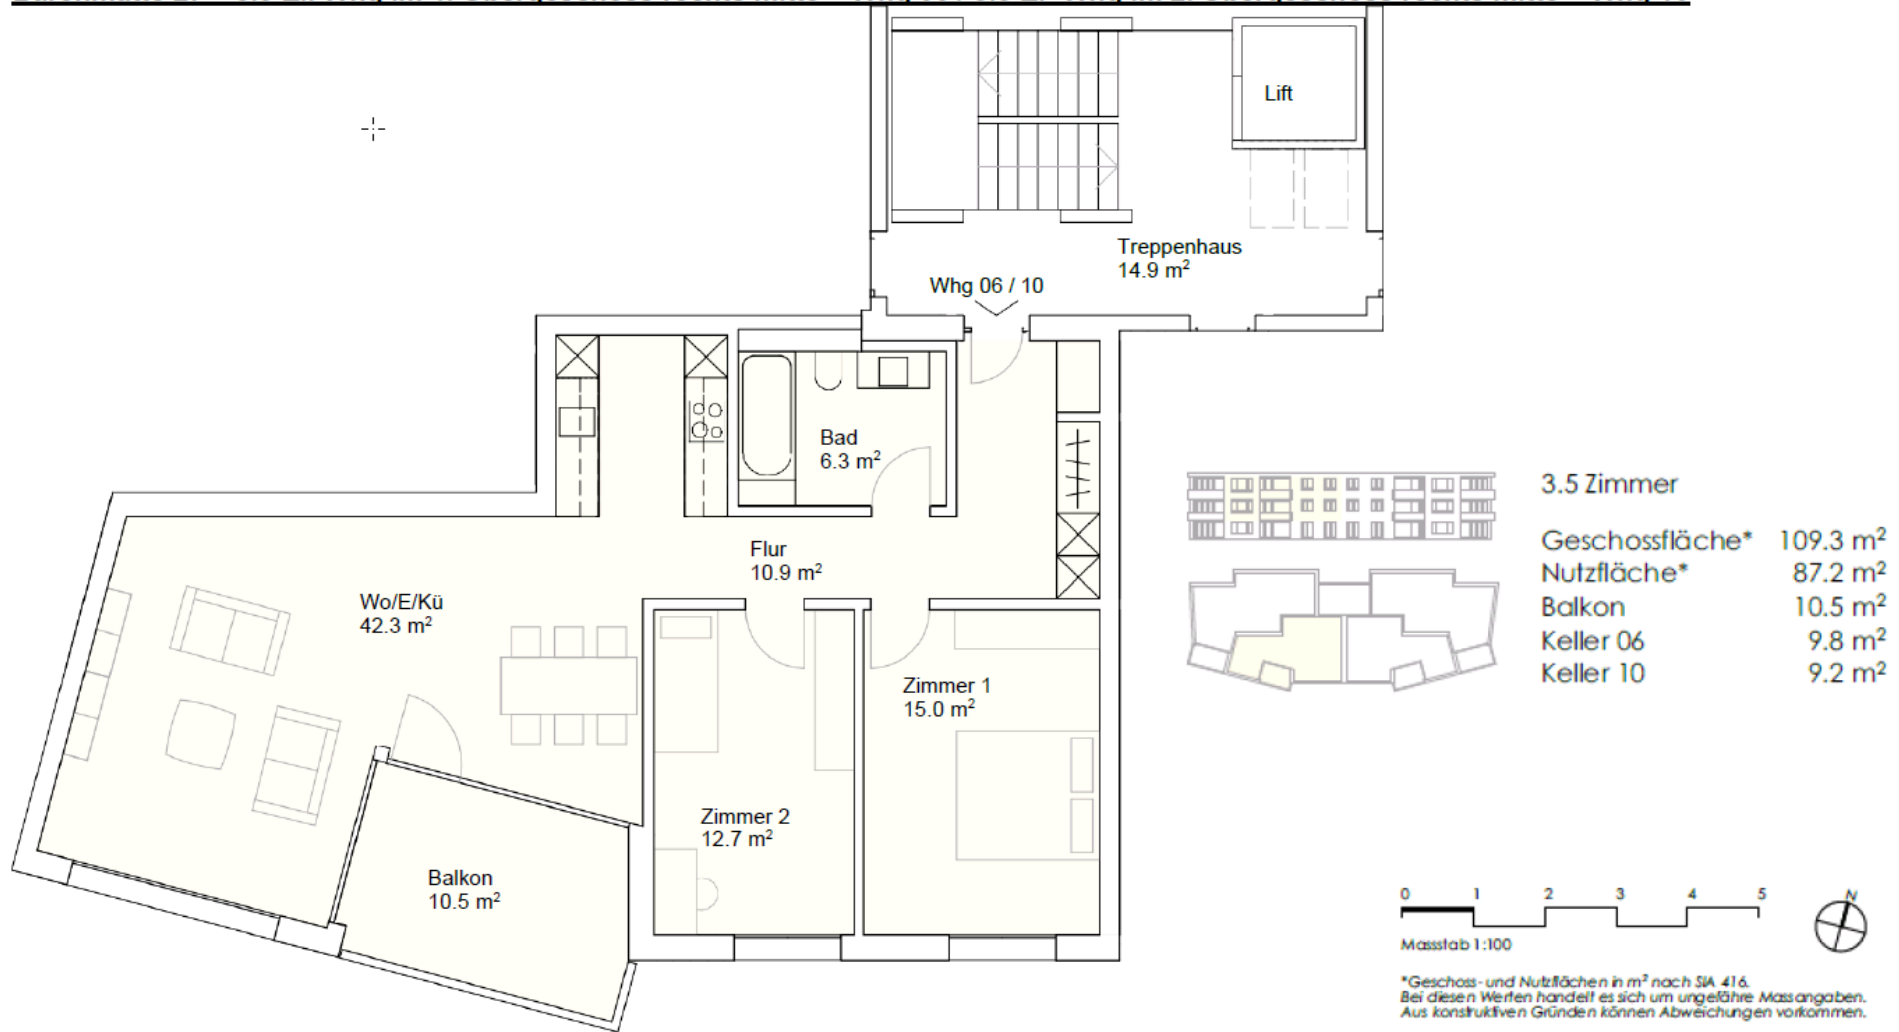 Lift
Treppenhaus
14.9 m²
Whg 06 / 10
Bad
6.3 m²
Flur
10.9 m²
Wo/E/Kü
42.3 m²
Zimmer 1
15.0 m²
Zimmer 2
12.7 m²
Balkon
10.5 m²
3.5 Zimmer
Geschossfläche* 109.3 m²
Nutzfläche* 87.2 m²
Balkon 10.5 m²
Keller 06 9.8 m²
Keller 10 9.2 m²
0 1 2 3 4 5
N
Massstab 1:100
*Geschoss- und Nutzflächen in m² nach SIA 416.
Bei diesen Werten handelt es sich um ungefähre Massangaben.
Aus konstruktiven Gründen können Abweichungen vorkommen.